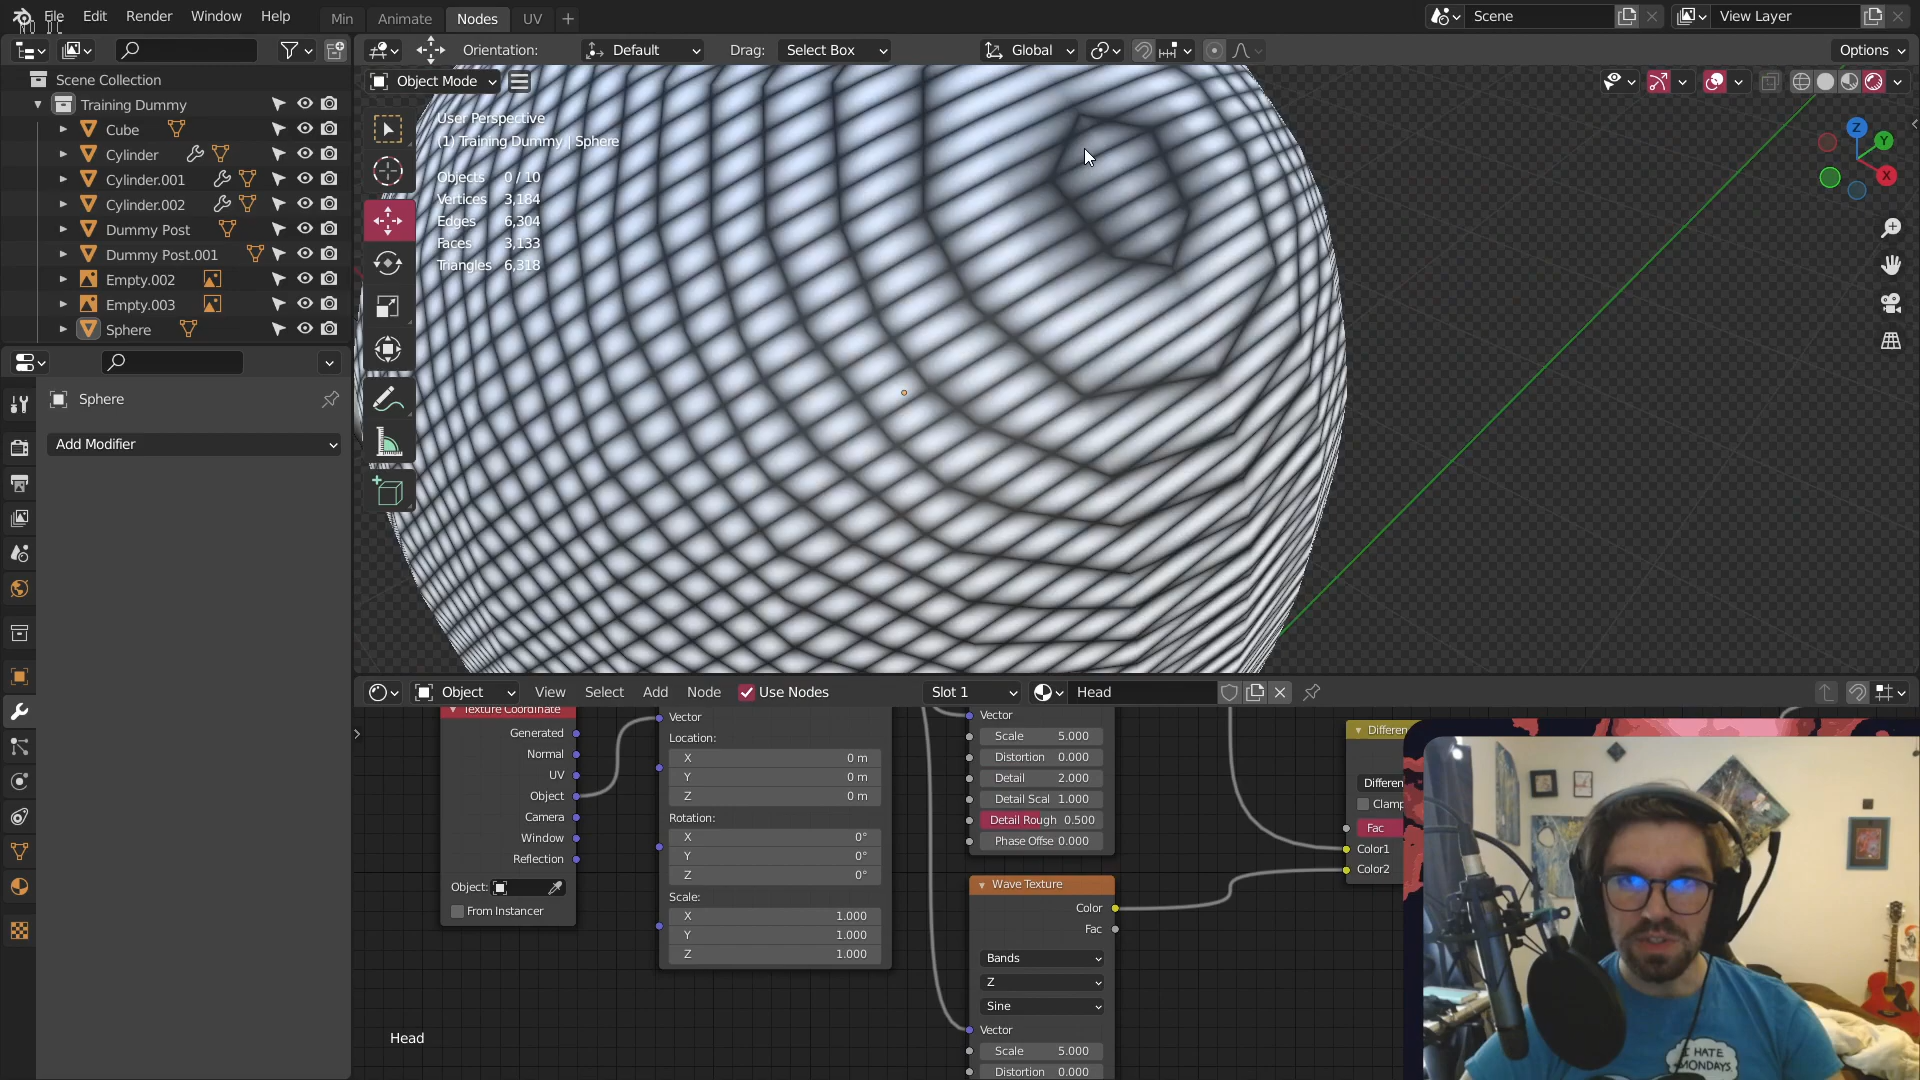 File Edit Render Window Help Min Animate Nodes UV + Scene View Layer
Orientation: Default Drag: Select Box Global Options
Scene Collection
Training Dummy
Cube
Cylinder
Cylinder.001
Cylinder.002
Dummy Post
Dummy Post.001
Empty.002
Empty.003
Sphere
Sphere
Add Modifier
Object Mode
User Perspective
(1) Training Dummy | Sphere
Objects 0 / 10
Vertices 3,184
Edges 6,304
Faces 3,133
Triangles 6,318
Z
Y
X
Object View Select Add Node Use Nodes Slot 1 Head
Texture Coordinate
Generated
Normal
UV
Object
Camera
Window
Reflection
Object:
From Instancer
Vector
Location:
X 0 m
Y 0 m
Z 0 m
Rotation:
X 0°
Y 0°
Z 0°
Scale:
X 1.000
Y 1.000
Z 1.000
Vector
Scale 5.000
Distortion 0.000
Detail 2.000
Detail Scal 1.000
Detail Rough 0.500
Phase Offse 0.000
Wave Texture
Color
Fac
Bands
Z
Sine
Vector
Scale 5.000
Distortion 0.000
Differen
Differen
Clamp
Fac
Color1
Color2
Head
I HATE
MONDAYS